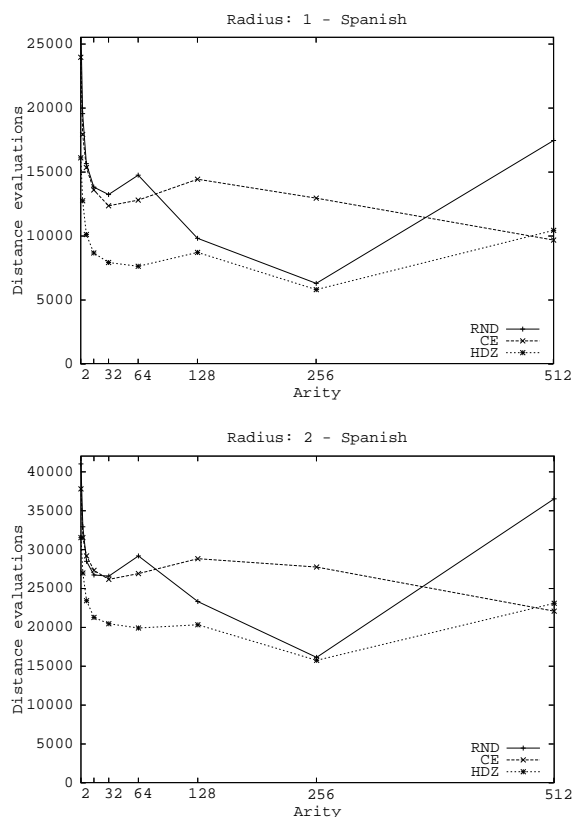 Radius: 1 - Spanish
25000
20000
15000
10000
5000
0
Distance evaluations
RND
CE
HDZ
2 32 64 128 256 512
Arity
Radius: 2 - Spanish
40000
35000
30000
25000
20000
15000
10000
5000
0
Distance evaluations
RND
CE
HDZ
2 32 64 128 256 512
Arity